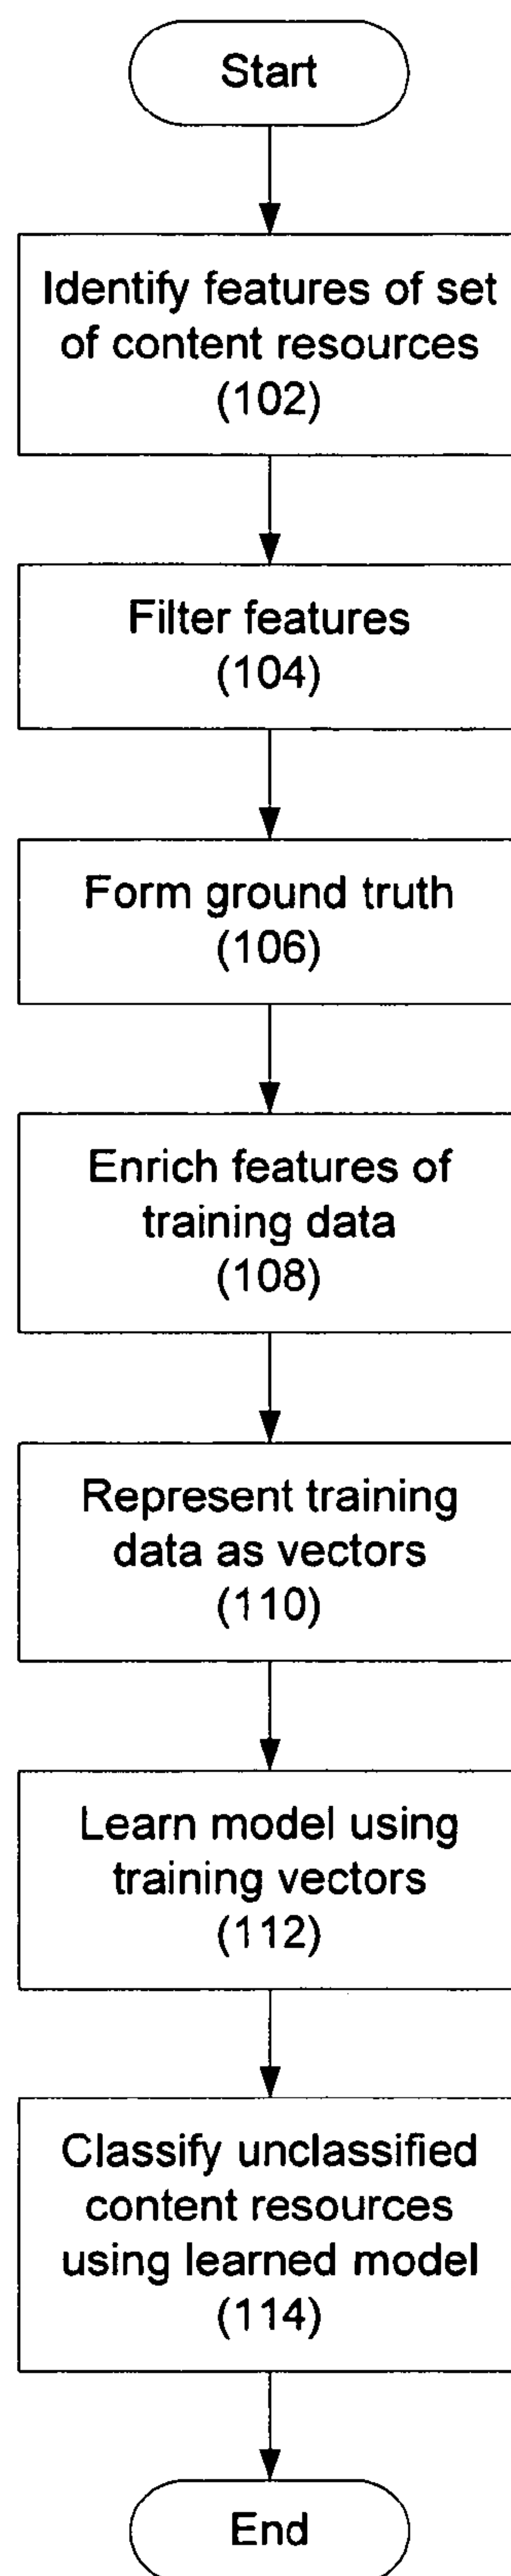 Start
Identify features of set
of content resources
(102)
Filter features
(104)
Form ground truth
(106)
Enrich features of
training data
(108)
Represent training
data as vectors
(110)
Learn model using
training vectors
(112)
Classify unclassified
content resources
using learned model
(114)
End